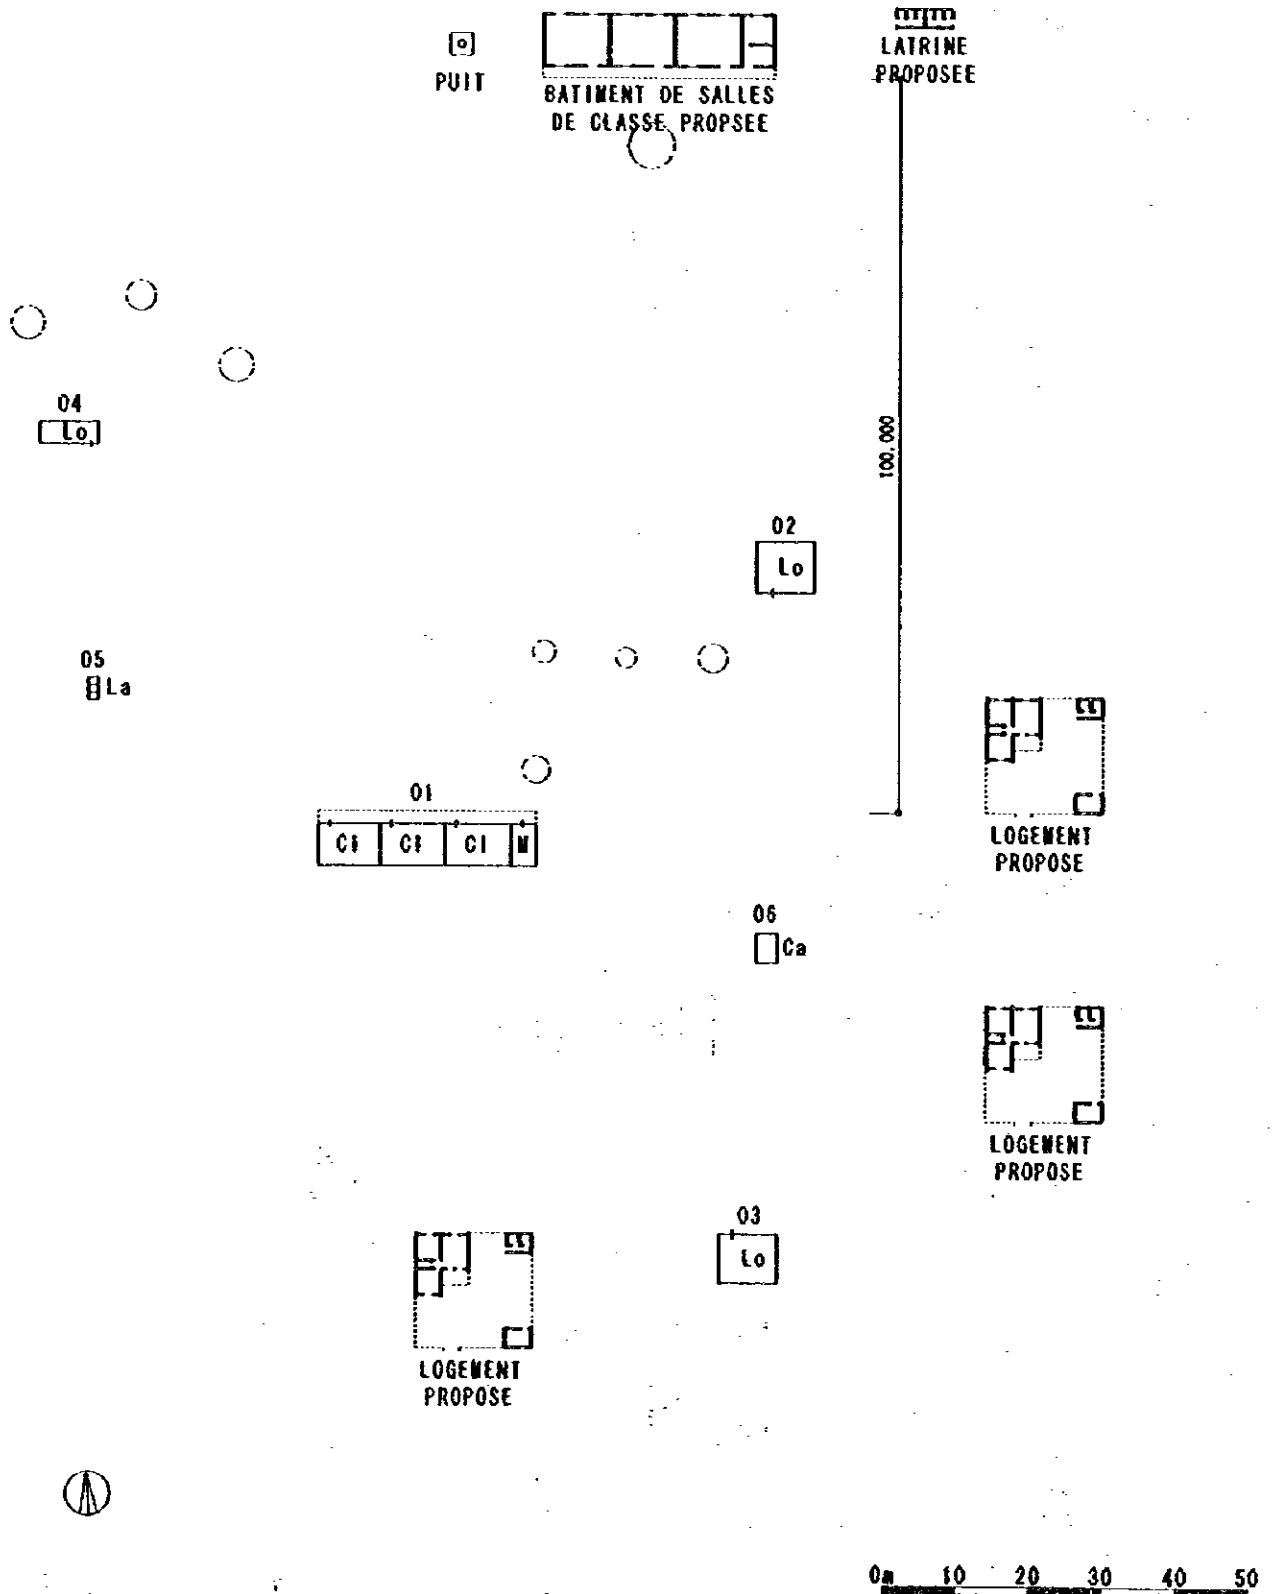 PUIT
BATIMENT DE SALLES
DE CLASSE PROPSEE
LATRINE
PROPOSEE
04
Lo
100,000
02
Lo
05
La
01
Cl Cl Cl M
LOGEMENT
PROPOSE
06
Ca
LOGEMENT
PROPOSE
03
Lo
LOGEMENT
PROPOSE
0m 10 20 30 40 50